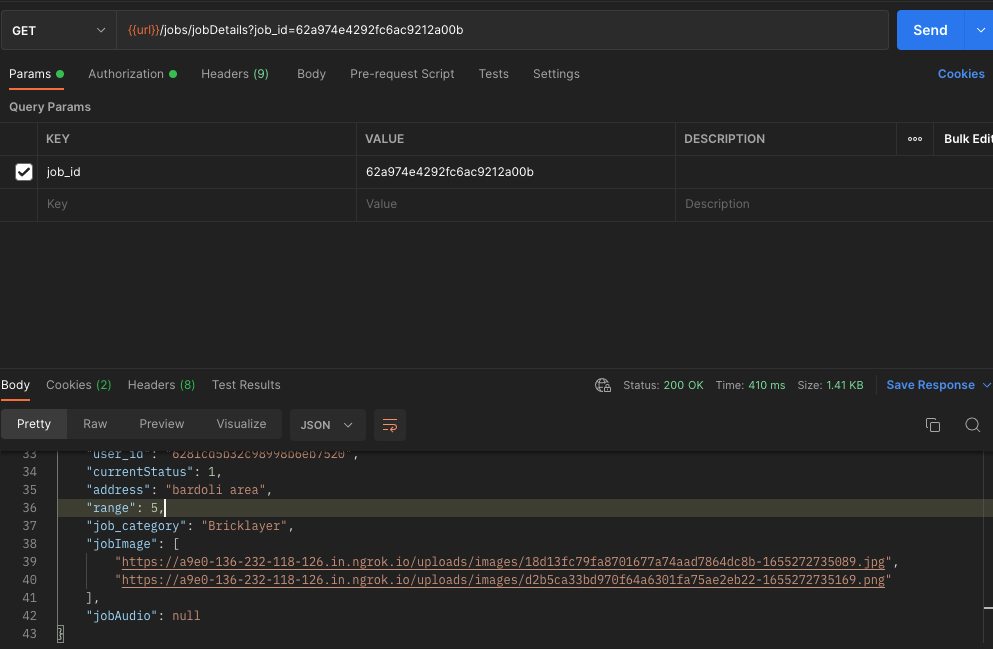 GET {{url}}/jobs/jobDetails?job_id=62a974e4292fc6ac9212a00b Send
Params Authorization Headers (9) Body Pre-request Script Tests Settings Cookies
Query Params
KEY VALUE DESCRIPTION ••• Bulk Edit
job_id 62a974e4292fc6ac9212a00b
Key Value Description
Body Cookies (2) Headers (8) Test Results Status: 200 OK Time: 410 ms Size: 1.41 KB Save Response
Pretty Raw Preview Visualize JSON
33 "user_id": "6281cd5b32c98998b6eb7520",
34 "currentStatus": 1,
35 "address": "bardoli area",
36 "range": 5,
37 "job_category": "Bricklayer",
38 "jobImage": [
39 "https://a9e0-136-232-118-126.in.ngrok.io/uploads/images/18d13fc79fa8701677a74aad7864dc8b-1655272735089.jpg",
40 "https://a9e0-136-232-118-126.in.ngrok.io/uploads/images/d2b5ca33bd970f64a6301fa75ae2eb22-1655272735169.png"
41 ],
42 "jobAudio": null
43 }